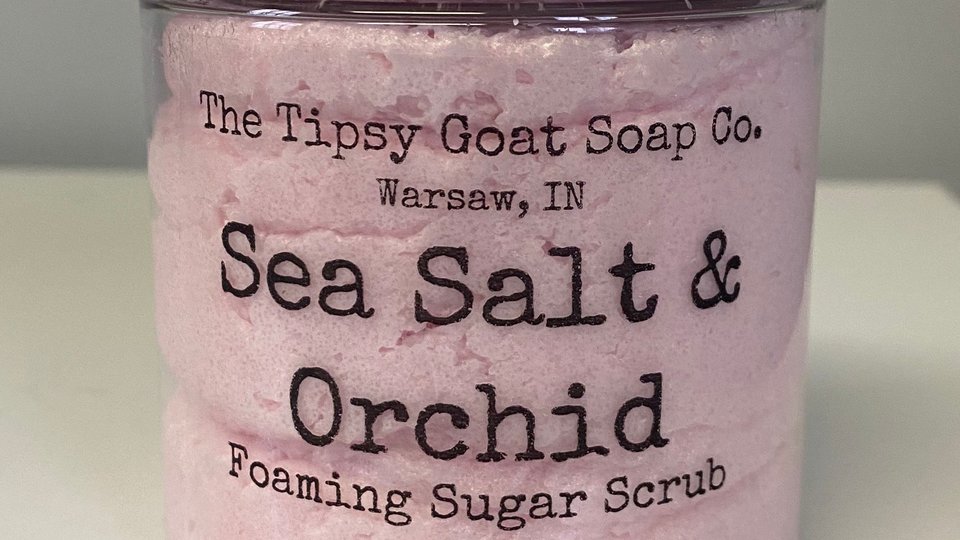 The Tipsy Goat Soap Co.
Warsaw, IN
Sea Salt &
Orchid
Foaming Sugar Scrub